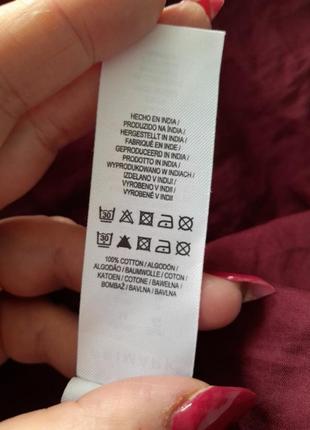 HECHO EN INDIA /
PRODUZIDO NA ÍNDIA /
HERGESTELLT IN INDIA /
FABRIQUÉ EN INDE /
GEPRODUCEERD IN INDIA /
PRODOTTO IN INDIA /
WYPRODUKOWANO W INDIACH /
IZDELANO V INDIJI /
VYROBENO V INDII /
VYROBENÉ V INDII
30
30
100% COTTON / ALGODÓN /
ALGODÃO / BAUMWOLLE / COTON /
KATOEN / COTONE / BAWEŁNA /
BOMBAŽ / BAVLNA / BAVLNA